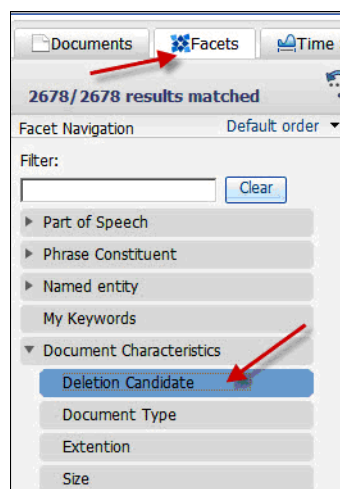 Documents Facets Time
2678/2678 results matched
Facet Navigation Default order
Filter:
Clear
Part of Speech
Phrase Constituent
Named entity
My Keywords
Document Characteristics
Deletion Candidate
Document Type
Extention
Size